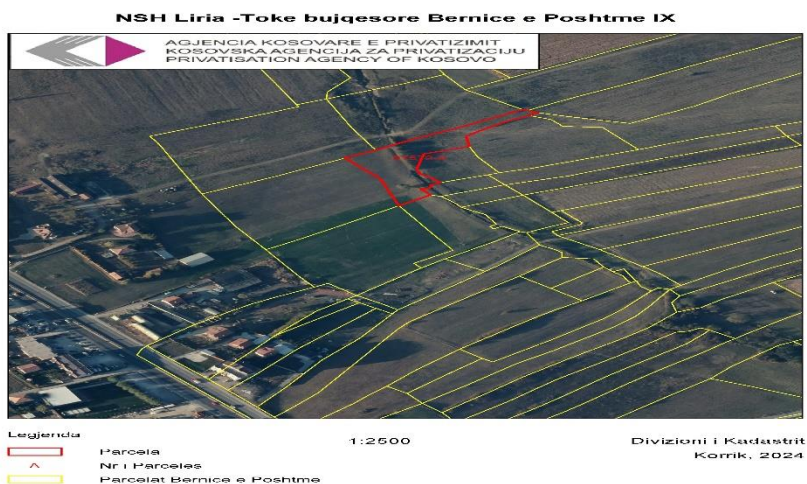 NSH Liria -Toke bujqesore Bernice e Poshtme IX
AGJENCIA KOSOVARE E PRIVATIZIMIT
KOSOVSKA AGENCIJA ZA PRIVATIZACIJU
PRIVATISATION AGENCY OF KOSOVO
Legjenda
1:2500
Divizioni i Kadastrit
Parcela
Korrik, 2024
A
Nr i Parceles
Parcelat Bernice e Poshtme